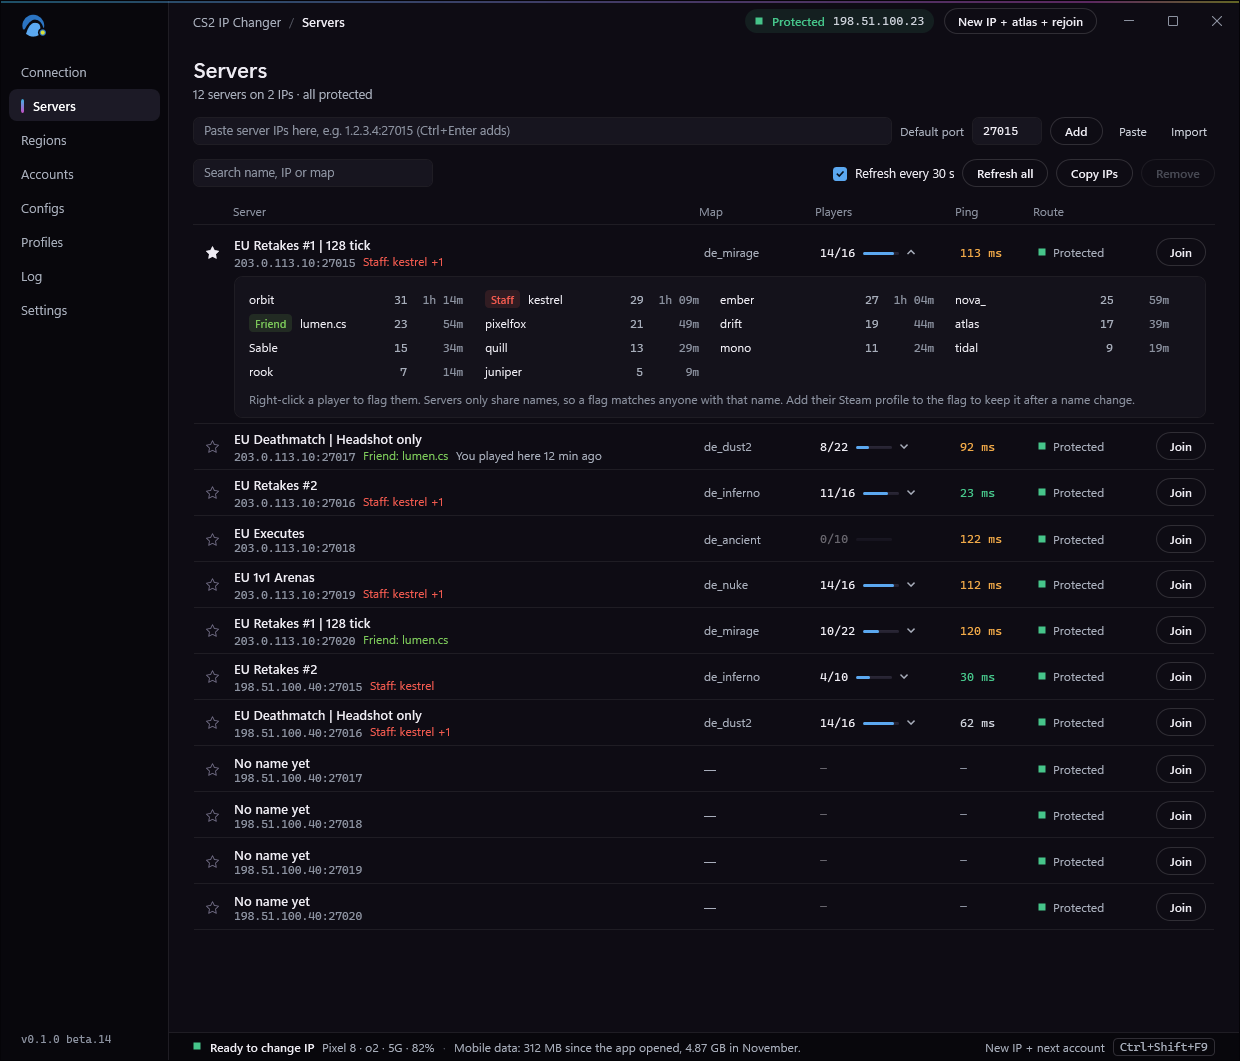 CS2 IP Changer / Servers
Protected 198.51.100.23
New IP + atlas + rejoin
Connection
Servers
Regions
Accounts
Configs
Profiles
Log
Settings
v0.1.0 beta.14
Servers
12 servers on 2 IPs · all protected
Paste server IPs here, e.g. 1.2.3.4:27015 (Ctrl+Enter adds)
Default port 27015 Add Paste Import
Search name, IP or map
Refresh every 30 s Refresh all Copy IPs Remove
Server Map Players Ping Route
EU Retakes #1 | 128 tick
203.0.113.10:27015 Staff: kestrel +1
de_mirage 14/16 113 ms Protected Join
orbit 31 1h 14m Staff kestrel 29 1h 09m ember 27 1h 04m nova_ 25 59m
Friend lumen.cs 23 54m pixelfox 21 49m drift 19 44m atlas 17 39m
Sable 15 34m quill 13 29m mono 11 24m tidal 9 19m
rook 7 14m juniper 5 9m
Right-click a player to flag them. Servers only share names, so a flag matches anyone with that name. Add their Steam profile to the flag to keep it after a name change.
EU Deathmatch | Headshot only
203.0.113.10:27017 Friend: lumen.cs You played here 12 min ago
de_dust2 8/22 92 ms Protected Join
EU Retakes #2
203.0.113.10:27016 Staff: kestrel +1
de_inferno 11/16 23 ms Protected Join
EU Executes
203.0.113.10:27018
de_ancient 0/10 122 ms Protected Join
EU 1v1 Arenas
203.0.113.10:27019 Staff: kestrel +1
de_nuke 14/16 112 ms Protected Join
EU Retakes #1 | 128 tick
203.0.113.10:27020 Friend: lumen.cs
de_mirage 10/22 120 ms Protected Join
EU Retakes #2
198.51.100.40:27015 Staff: kestrel
de_inferno 4/10 30 ms Protected Join
EU Deathmatch | Headshot only
198.51.100.40:27016 Staff: kestrel +1
de_dust2 14/16 62 ms Protected Join
No name yet
198.51.100.40:27017
— – – Protected Join
No name yet
198.51.100.40:27018
— – – Protected Join
No name yet
198.51.100.40:27019
— – – Protected Join
No name yet
198.51.100.40:27020
— – – Protected Join
Ready to change IP Pixel 8 · o2 · 5G · 82% · Mobile data: 312 MB since the app opened, 4.87 GB in November.
New IP + next account Ctrl+Shift+F9